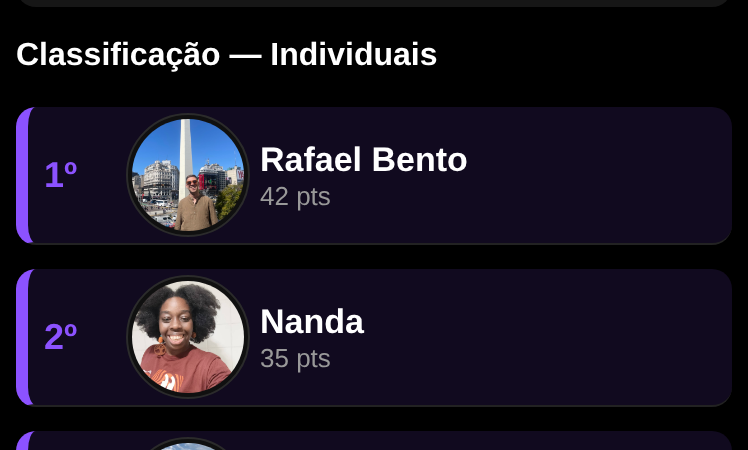 Classificação — Individuais
1º
Rafael Bento
42 pts
2º
Nanda
35 pts